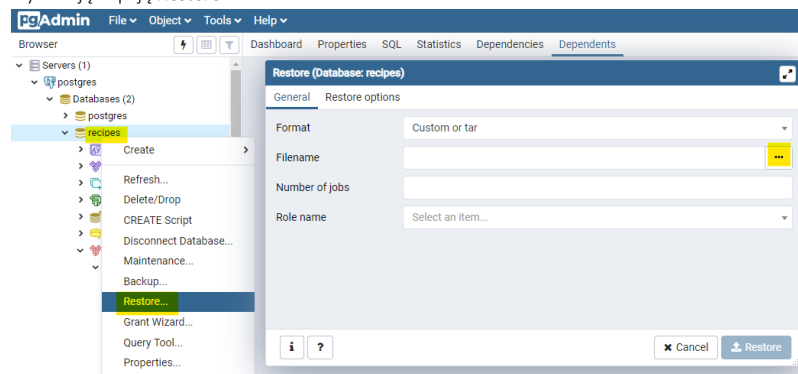 pgAdmin File Object Tools Help
Browser Dashboard Properties SQL Statistics Dependencies Dependents
Servers (1)
postgres
Databases (2)
postgres
recipes
Create
Refresh...
Delete/Drop
CREATE Script
Disconnect Database...
Maintenance...
Backup...
Restore...
Grant Wizard...
Query Tool...
Properties...
Restore (Database: recipes)
General Restore options
Format Custom or tar
Filename ...
Number of jobs
Role name Select an item...
i ? Cancel Restore